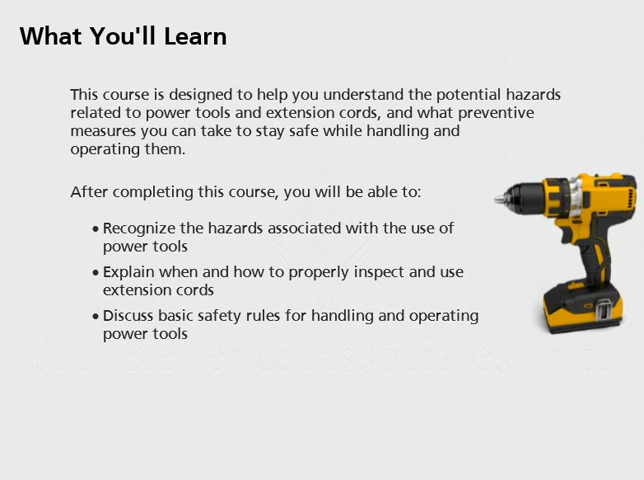 What You'll Learn
This course is designed to help you understand the potential hazards
related to power tools and extension cords, and what preventive
measures you can take to stay safe while handling and
operating them.
After completing this course, you will be able to:
• Recognize the hazards associated with the use of
power tools
• Explain when and how to properly inspect and use
extension cords
• Discuss basic safety rules for handling and operating
power tools
J. J. Keller & Associates, Inc.